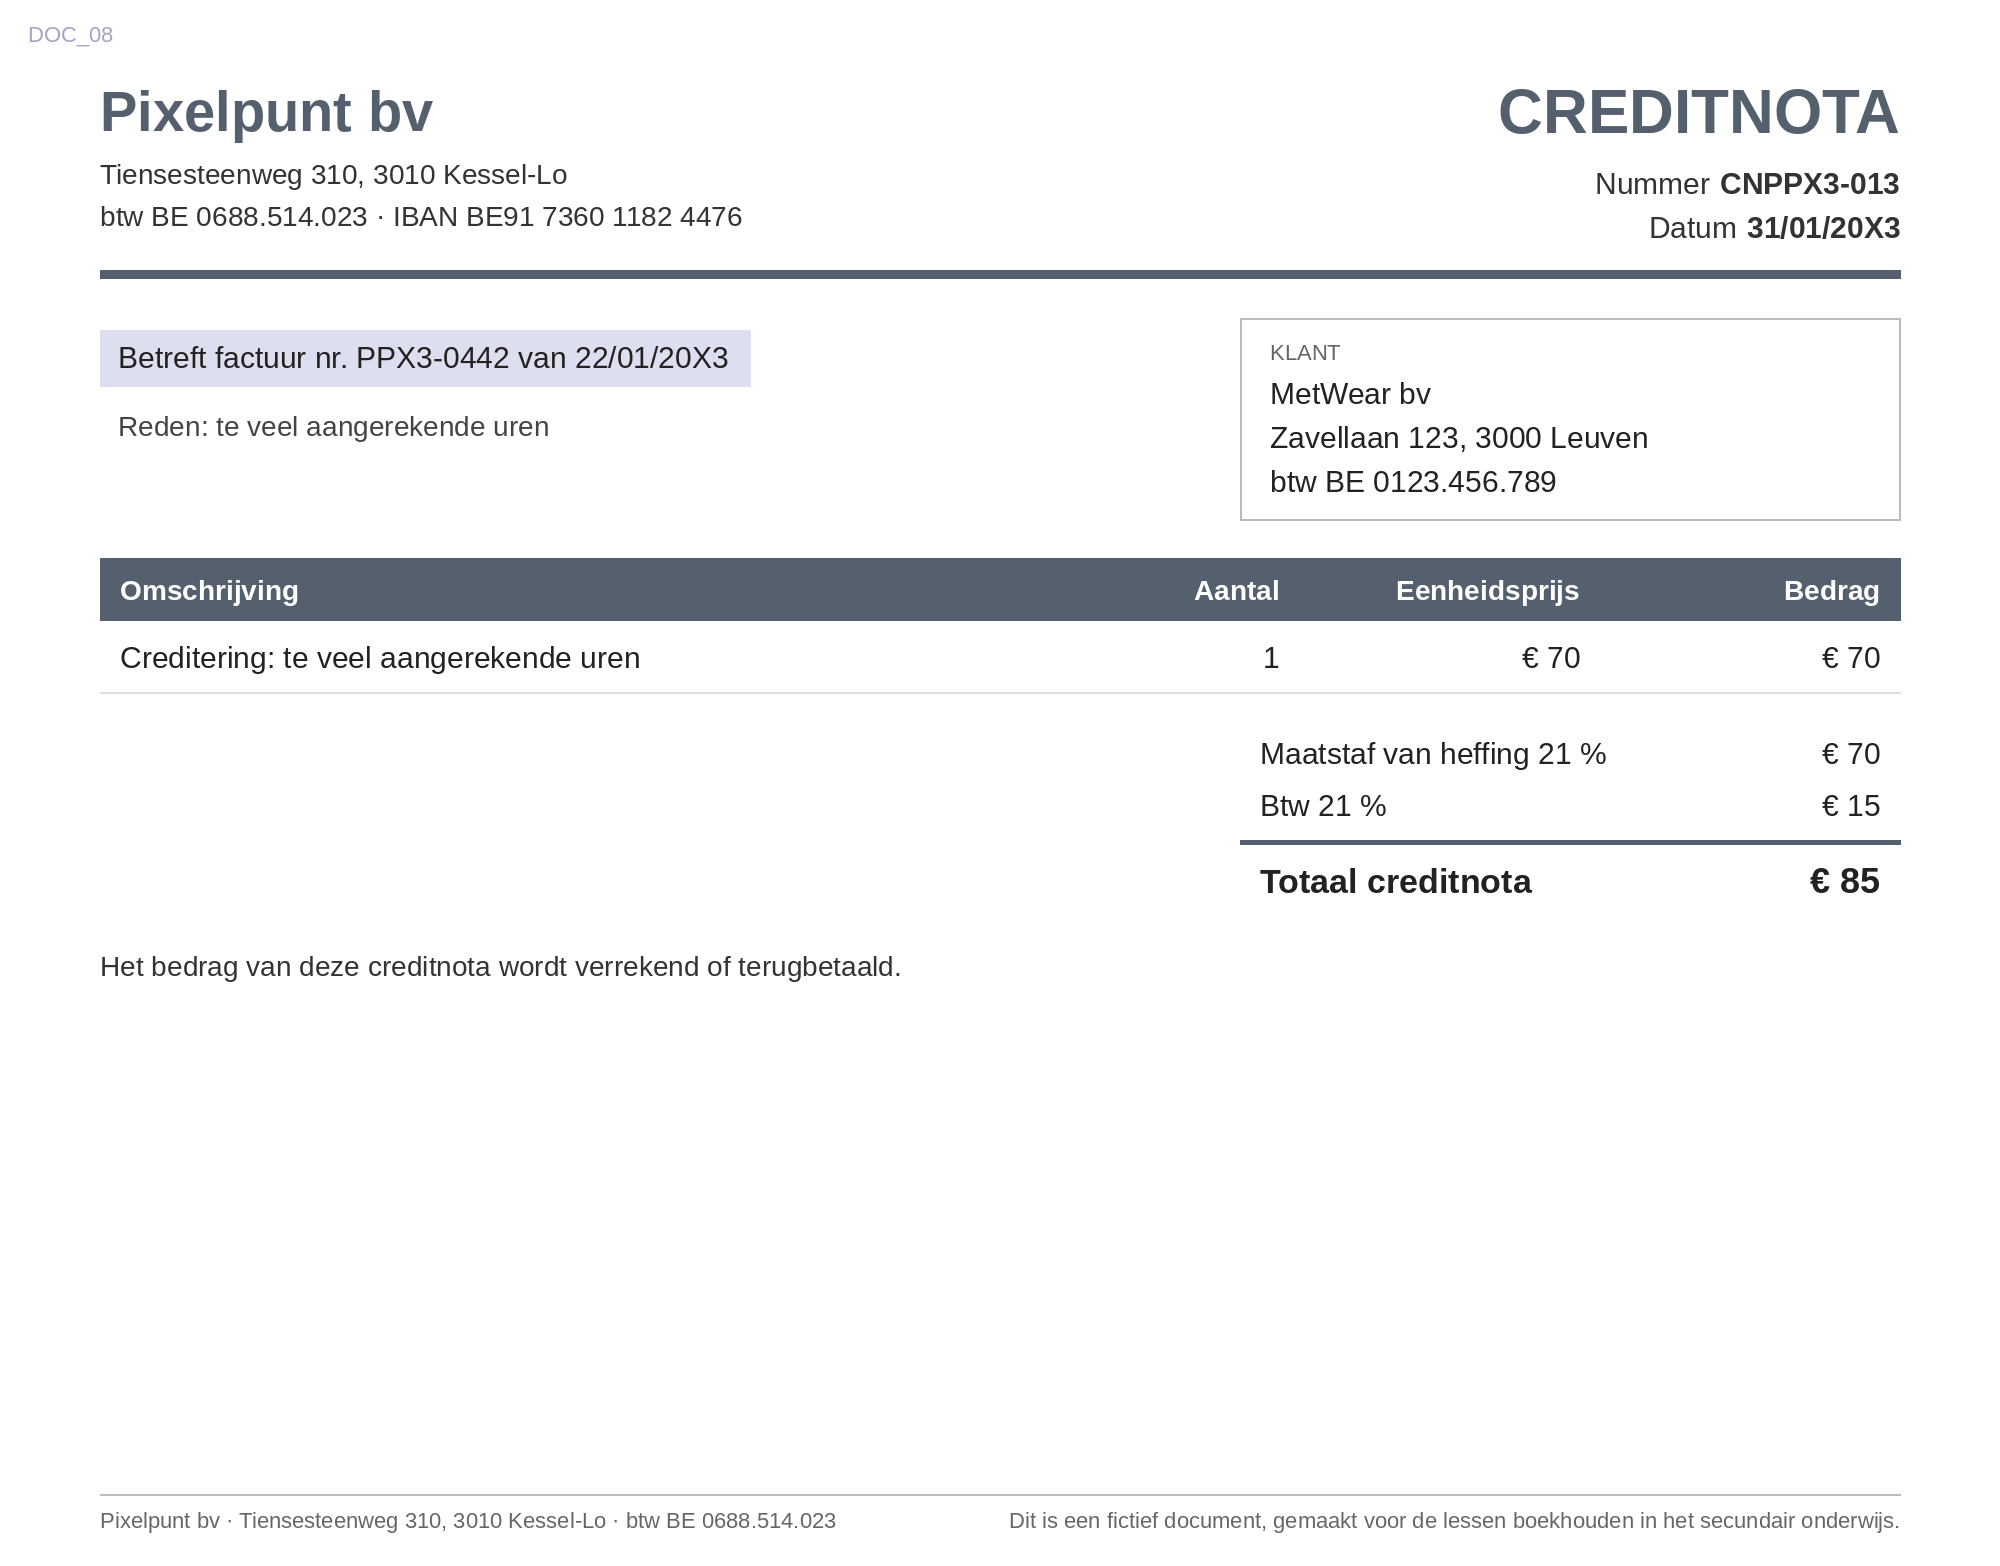 DOC_08
Pixelpunt bv
CREDITNOTA
Tiensesteenweg 310, 3010 Kessel-Lo
btw BE 0688.514.023 · IBAN BE91 7360 1182 4476
Nummer CNPPX3-013
Datum 31/01/20X3
Betreft factuur nr. PPX3-0442 van 22/01/20X3
Reden: te veel aangerekende uren
KLANT
MetWear bv
Zavellaan 123, 3000 Leuven
btw BE 0123.456.789
Omschrijving Aantal Eenheidsprijs Bedrag
Creditering: te veel aangerekende uren 1 € 70 € 70
Maatstaf van heffing 21 % € 70
Btw 21 % € 15
Totaal creditnota € 85
Het bedrag van deze creditnota wordt verrekend of terugbetaald.
Pixelpunt bv · Tiensesteenweg 310, 3010 Kessel-Lo · btw BE 0688.514.023
Dit is een fictief document, gemaakt voor de lessen boekhouden in het secundair onderwijs.